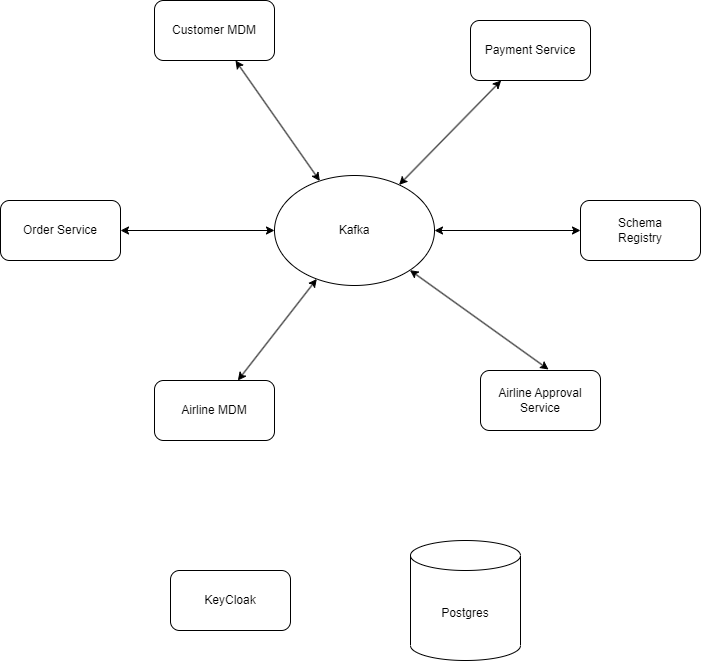 Customer MDM
Payment Service
Order Service
Kafka
Schema
Registry
Airline MDM
Airline Approval
Service
KeyCloak
Postgres